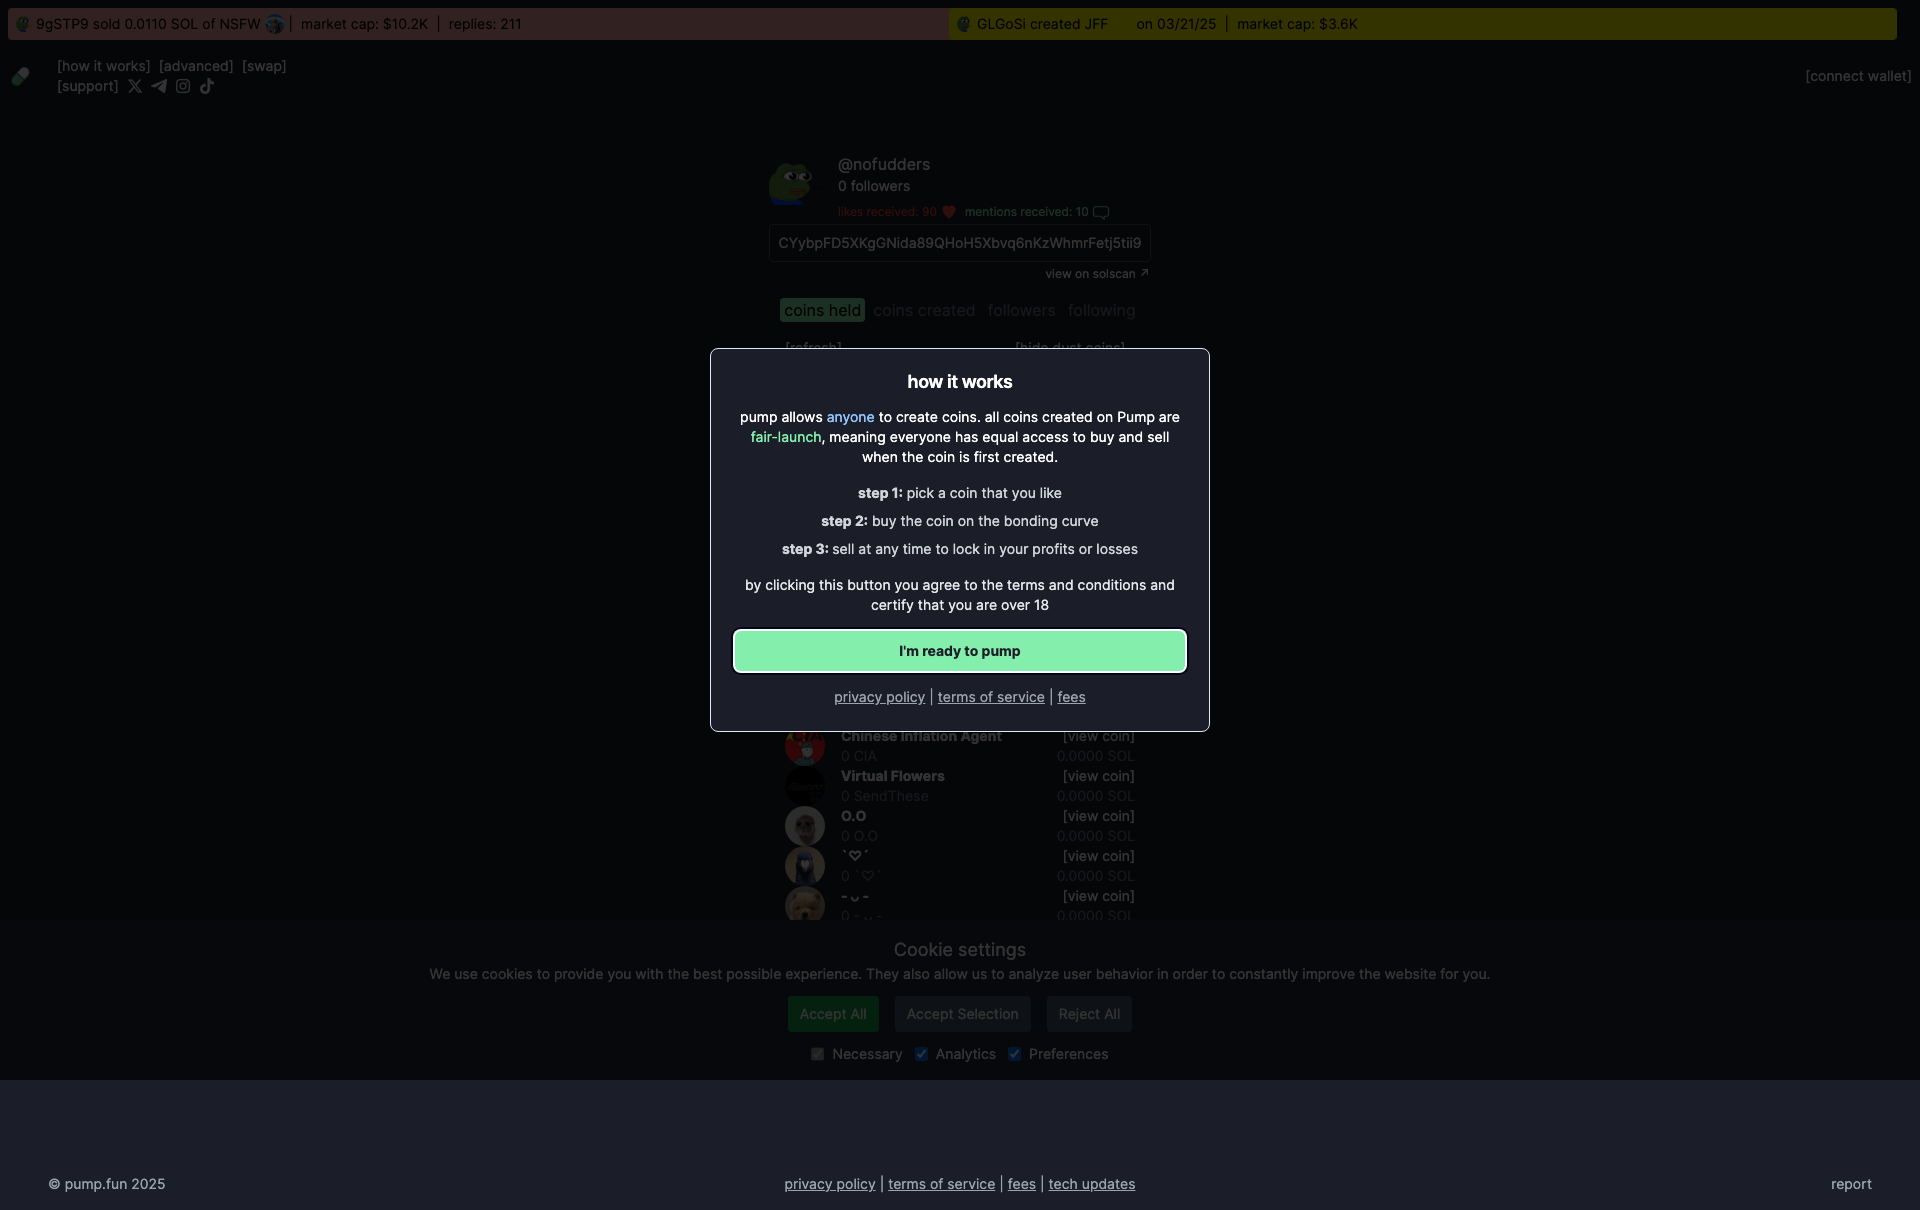 9gSTP9 sold 0.0110 SOL of NSFW | market cap: $10.2K | replies: 211
GLGoSi created JFF on 03/21/25 | market cap: $3.6K
[how it works] [advanced] [swap]
[support]
[connect wallet]
@nofudders
0 followers
likes received: 90 mentions received: 10
CYybpFD5XKgGNida89QHoH5Xbvq6nKzWhmrFetj5tii9
view on solscan ↗
coins held coins created followers following
[refresh] [hide dust coins]
how it works
pump allows anyone to create coins. all coins created on Pump are
fair-launch, meaning everyone has equal access to buy and sell
when the coin is first created.
step 1: pick a coin that you like
step 2: buy the coin on the bonding curve
step 3: sell at any time to lock in your profits or losses
by clicking this button you agree to the terms and conditions and
certify that you are over 18
I'm ready to pump
privacy policy | terms of service | fees
Chinese Inflation Agent [view coin]
0 CIA 0.0000 SOL
Virtual Flowers [view coin]
0 SendThese 0.0000 SOL
O.O [view coin]
0 O.O 0.0000 SOL
`♡´ [view coin]
0 `♡´ 0.0000 SOL
- ᴗ - [view coin]
0 - ᴗ - 0.0000 SOL
Cookie settings
We use cookies to provide you with the best possible experience. They also allow us to analyze user behavior in order to constantly improve the website for you.
Accept All Accept Selection Reject All
Necessary Analytics Preferences
© pump.fun 2025
privacy policy | terms of service | fees | tech updates
report